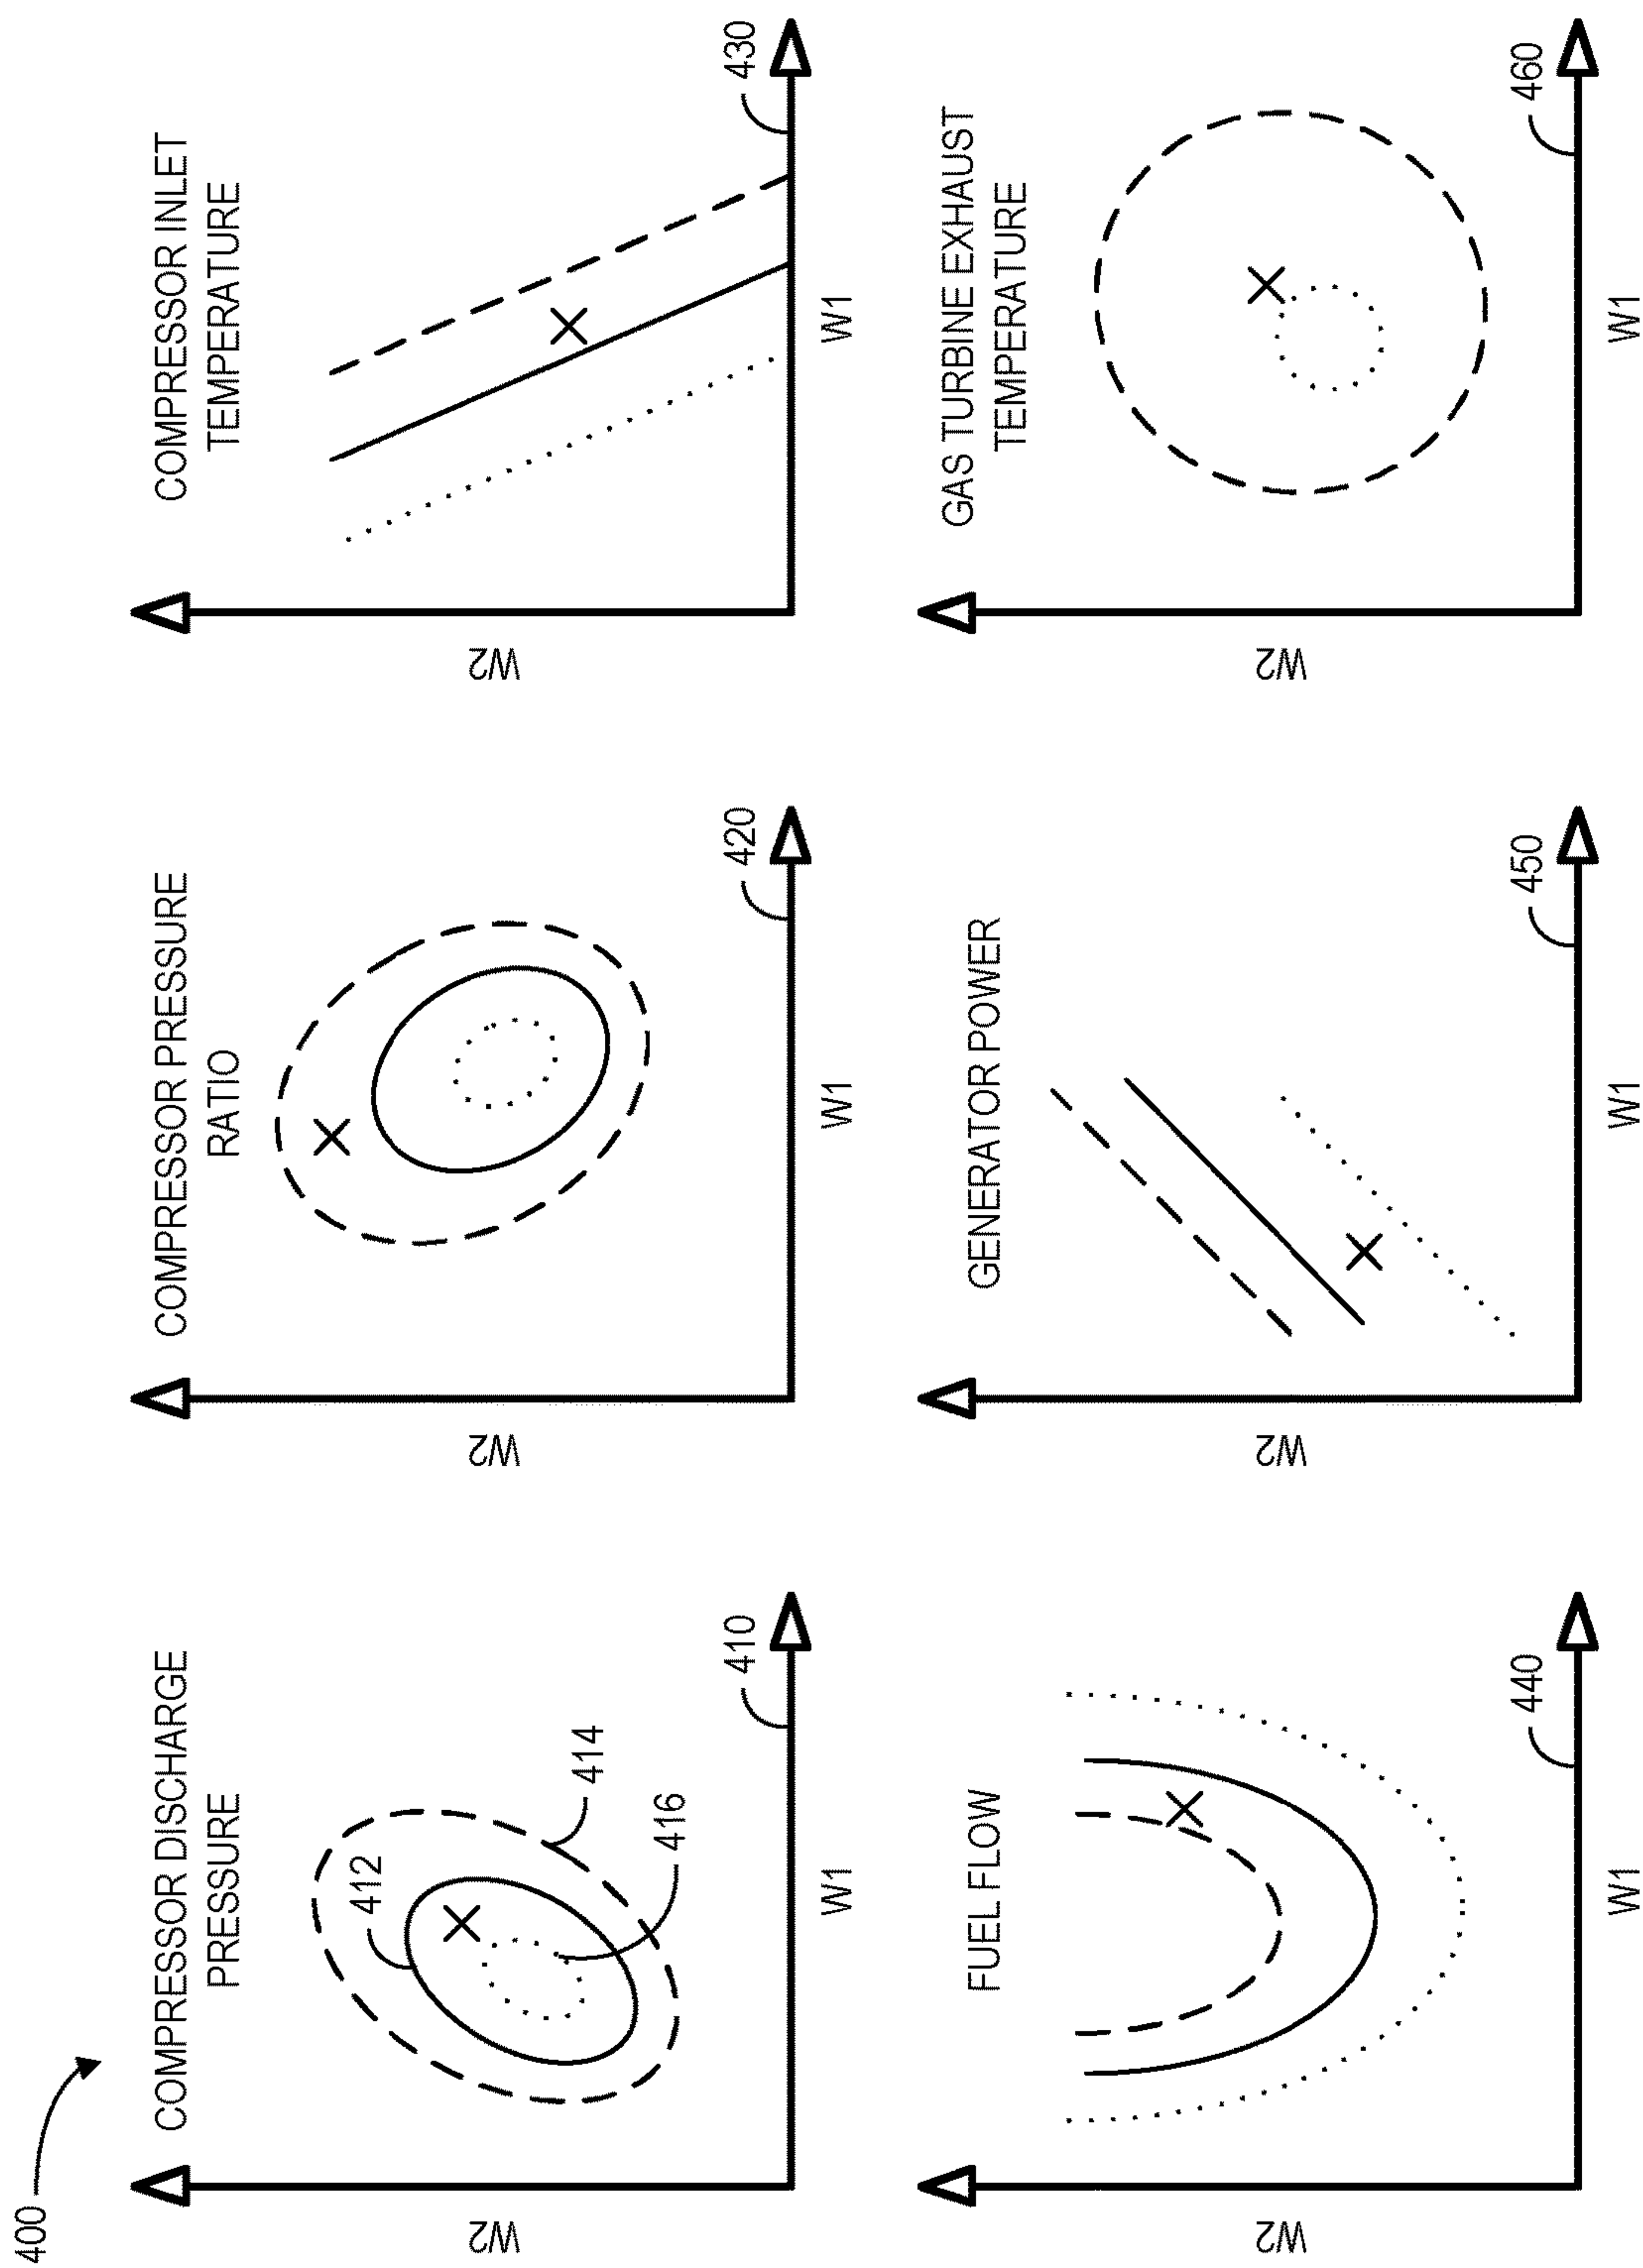 400
COMPRESSOR DISCHARGE
PRESSURE
412
414
416
410
W2
W1
COMPRESSOR PRESSURE
RATIO
420
W2
W1
COMPRESSOR INLET
TEMPERATURE
430
W2
W1
FUEL FLOW
440
W2
W1
GENERATOR POWER
450
W2
W1
GAS TURBINE EXHAUST
TEMPERATURE
460
W2
W1